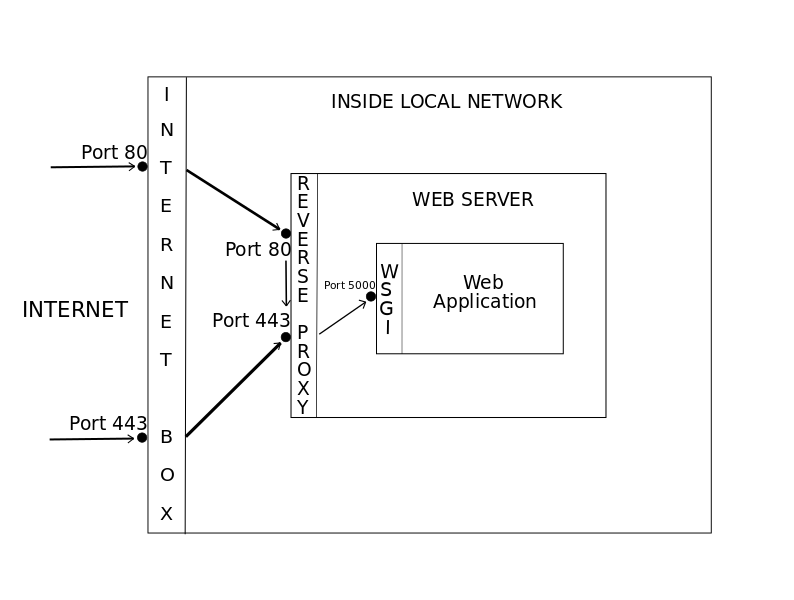 INSIDE LOCAL NETWORK
INTERNET BOX
Port 80
REVERSE PROXY
WEB SERVER
Port 80
WSGI
Web
Application
Port 5000
INTERNET
Port 443
Port 443